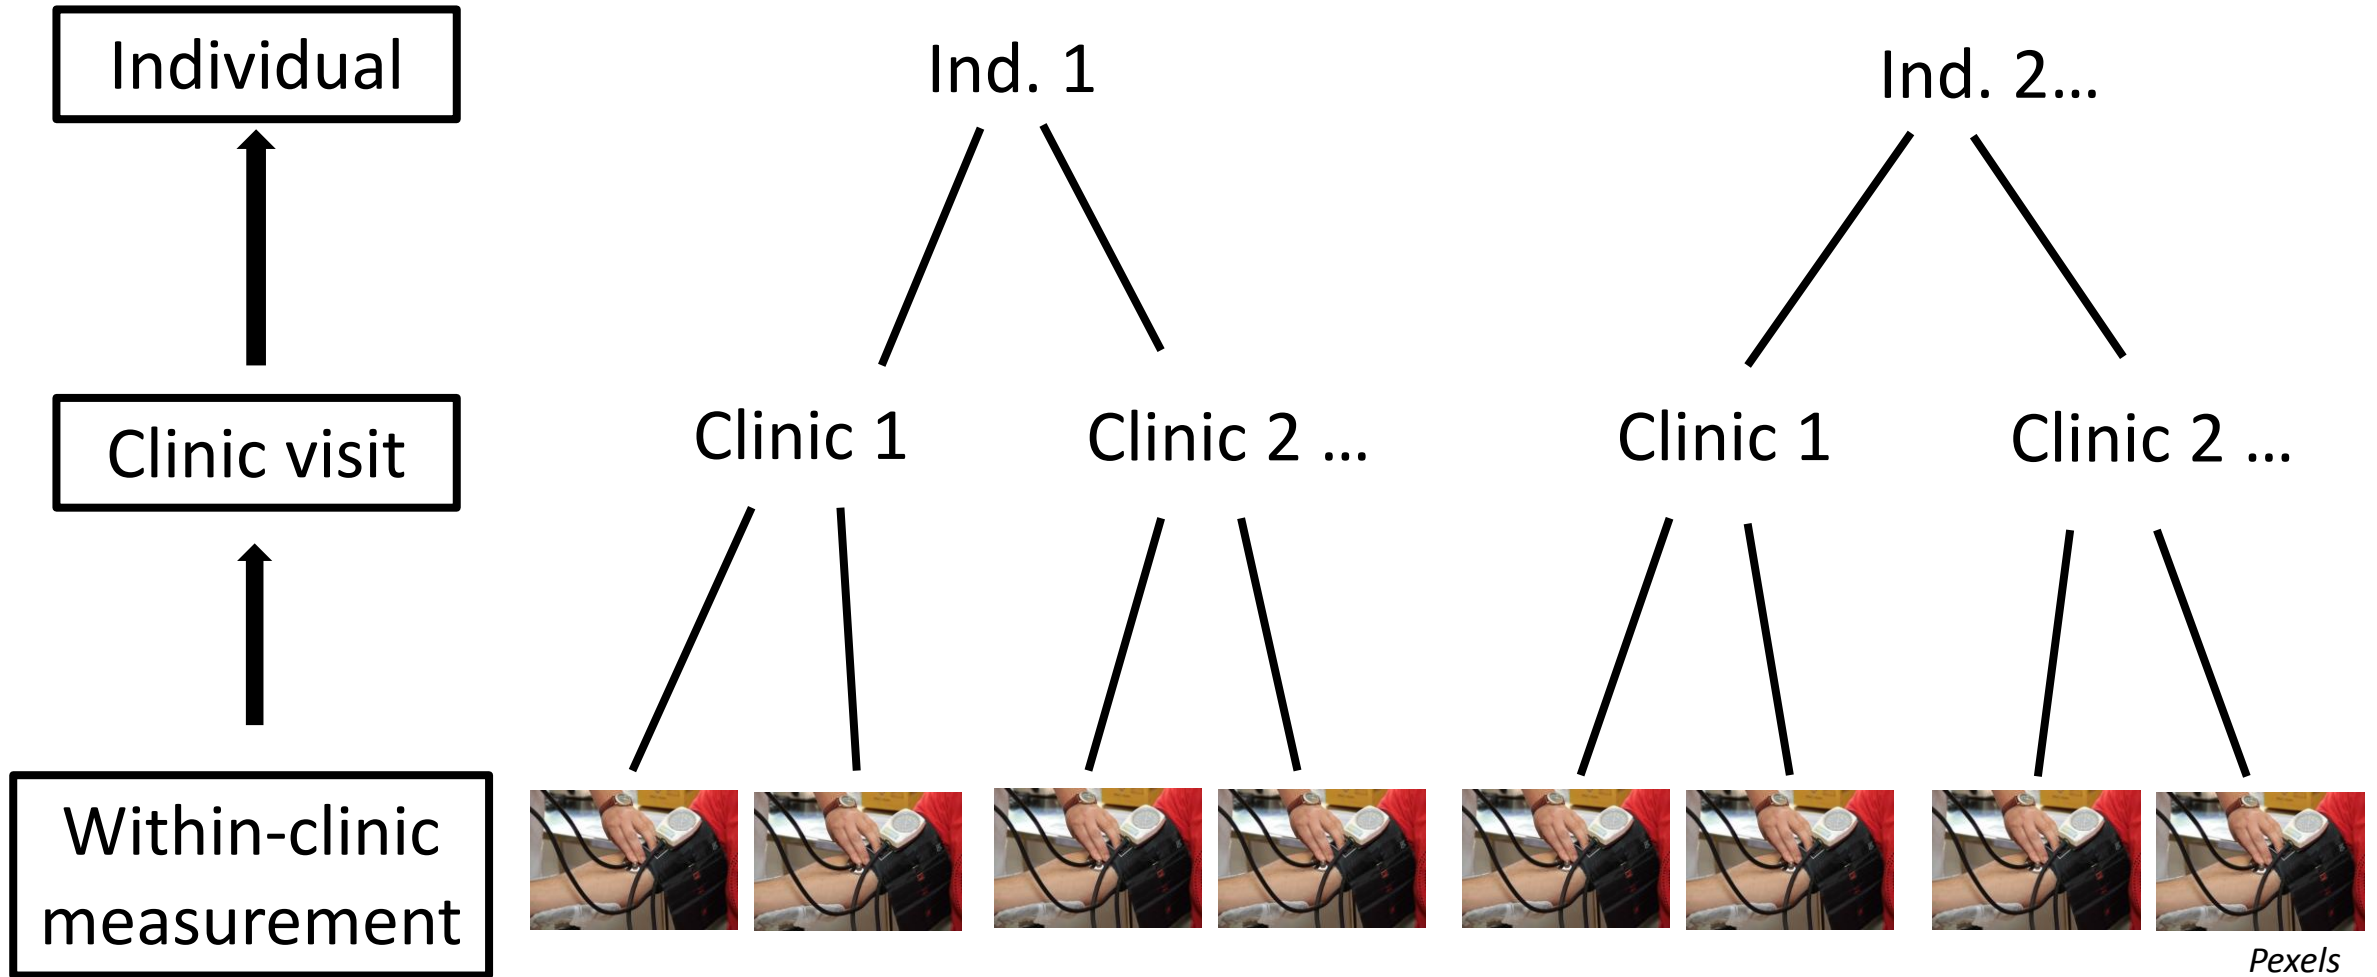 Individual
Ind. 1
Ind. 2...
Clinic visit
Clinic 1
Clinic 2 ...
Clinic 1
Clinic 2 ...
Within-clinic
measurement
Pexels